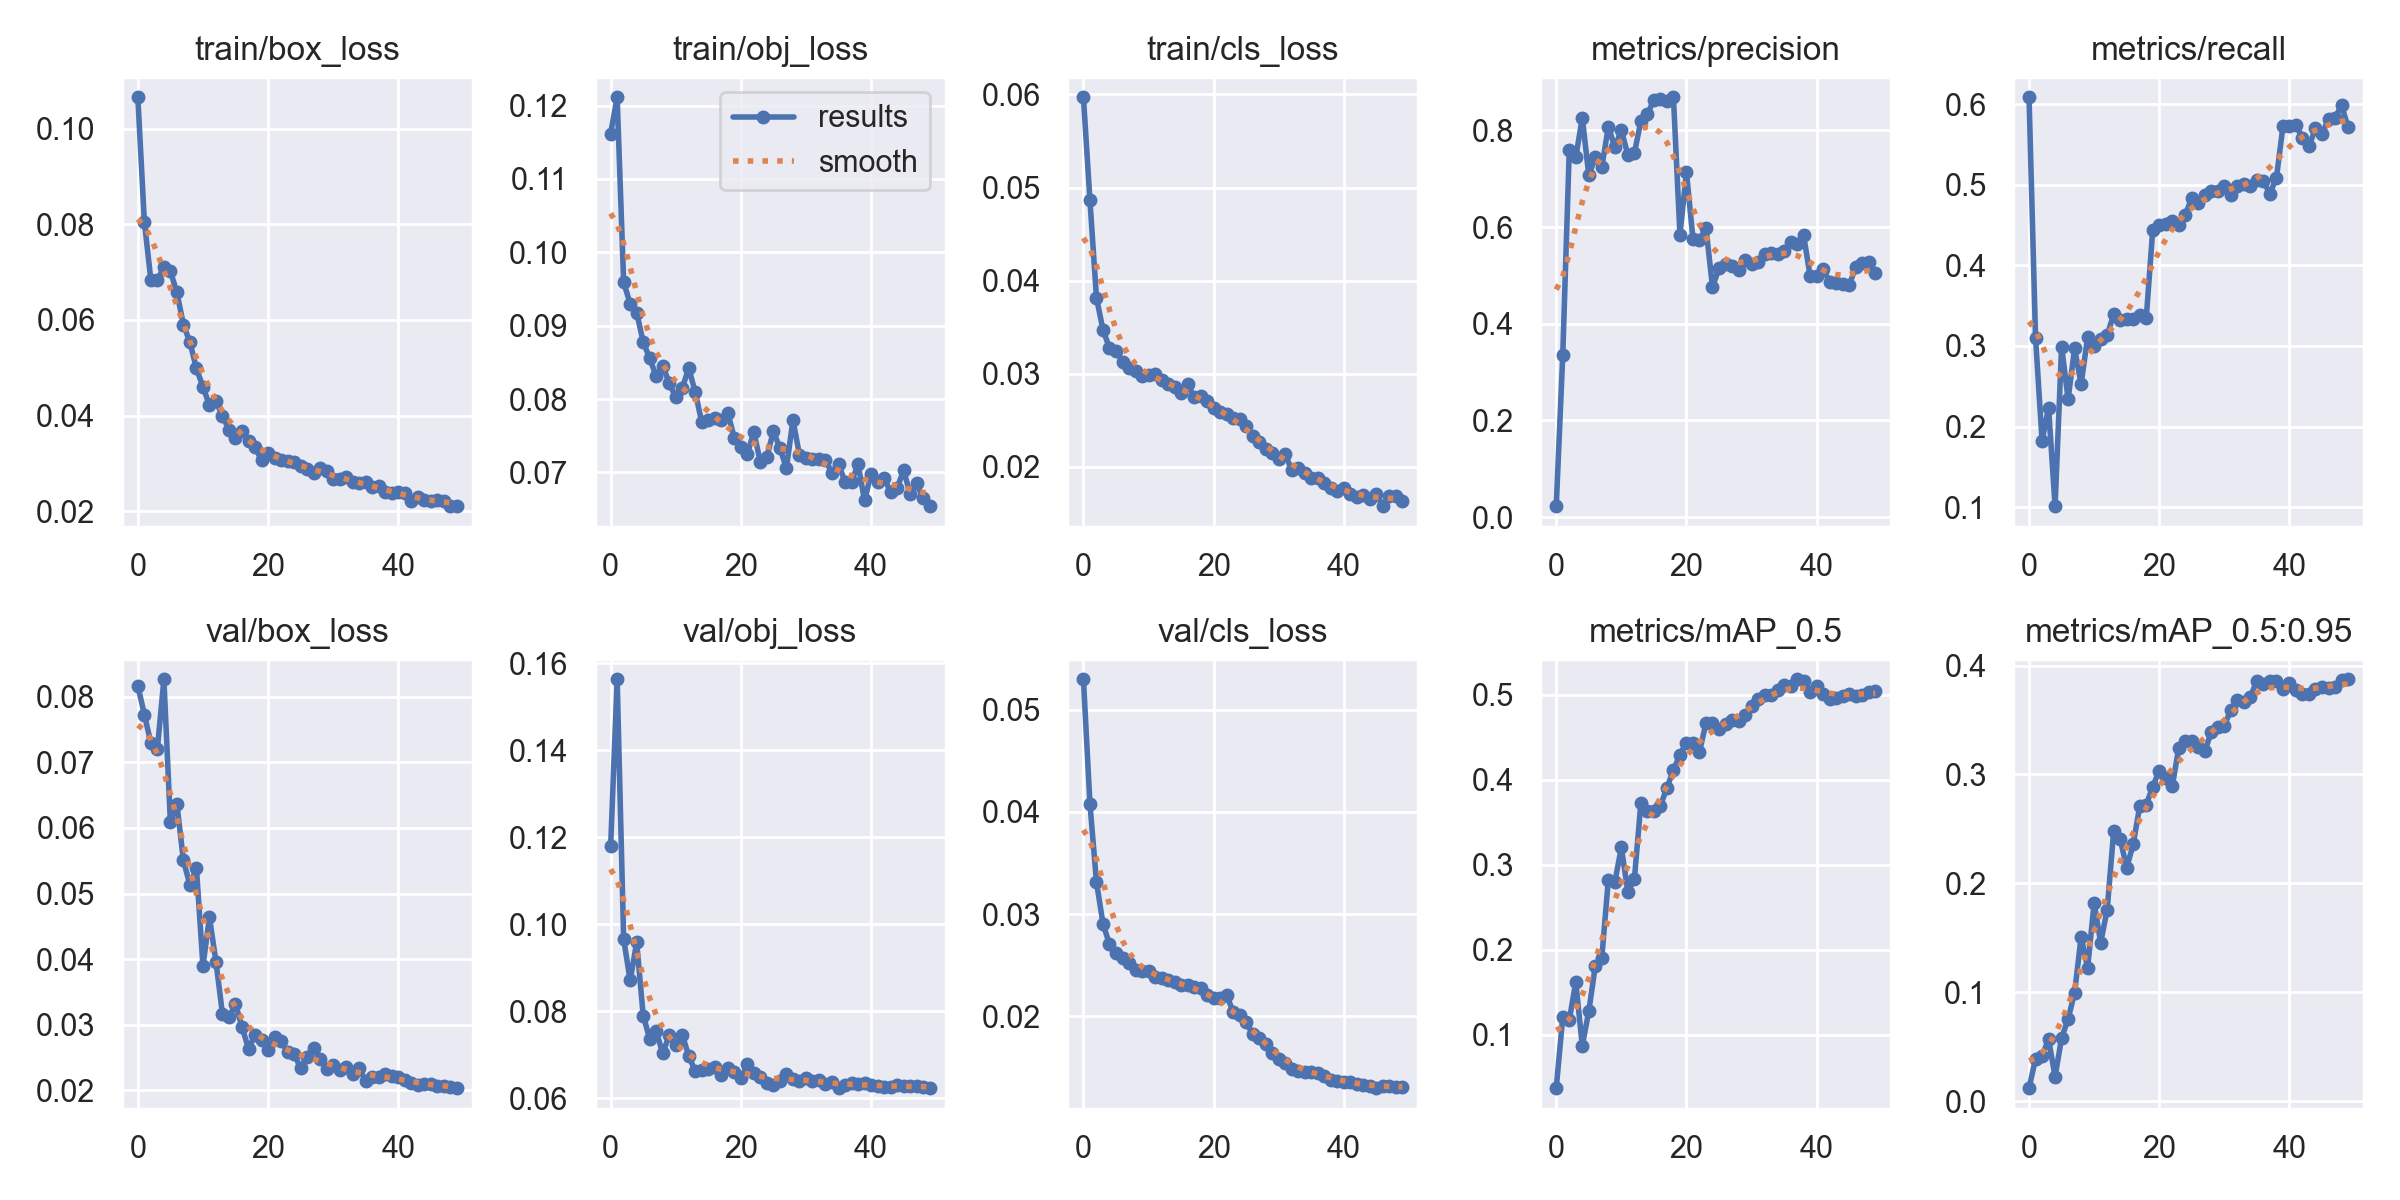 train/box_loss
0.10
0.08
0.06
0.04
0.02
0 20 40
train/obj_loss
0.12
0.11
0.10
0.09
0.08
0.07
results
smooth
0 20 40
train/cls_loss
0.06
0.05
0.04
0.03
0.02
0 20 40
metrics/precision
0.8
0.6
0.4
0.2
0.0
0 20 40
metrics/recall
0.6
0.5
0.4
0.3
0.2
0.1
0 20 40
val/box_loss
0.08
0.07
0.06
0.05
0.04
0.03
0.02
0 20 40
val/obj_loss
0.16
0.14
0.12
0.10
0.08
0.06
0 20 40
val/cls_loss
0.05
0.04
0.03
0.02
0 20 40
metrics/mAP_0.5
0.5
0.4
0.3
0.2
0.1
0 20 40
metrics/mAP_0.5:0.95
0.4
0.3
0.2
0.1
0.0
0 20 40